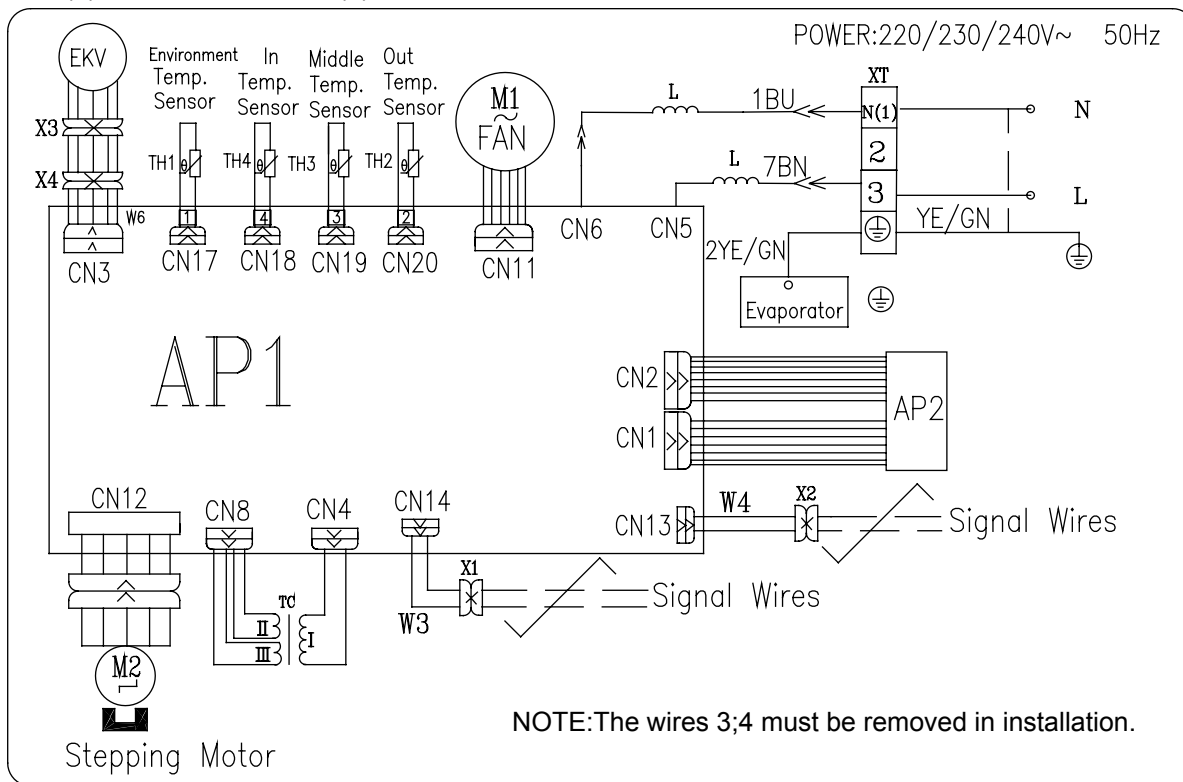 POWER:220/230/240V~ 50Hz
EKV
Environment
Temp.
Sensor
In
Temp.
Sensor
Middle
Temp.
Sensor
Out
Temp.
Sensor
M1
~
FAN
X3
X4
TH1 θ
TH4 θ
TH3 θ
TH2 θ
W6
1
4
3
2
CN3
CN17
CN18
CN19
CN20
CN11
CN6
CN5
L
1BU
L
7BN
XT
N(1)
2
3
N
L
YE/GN
2YE/GN
Evaporator
AP1
CN2
CN1
AP2
CN13
W4
X2
Signal Wires
CN12
CN8
CN4
CN14
X1
Signal Wires
W3
TC
II
III
I
M2
Stepping Motor
NOTE:The wires 3;4 must be removed in installation.